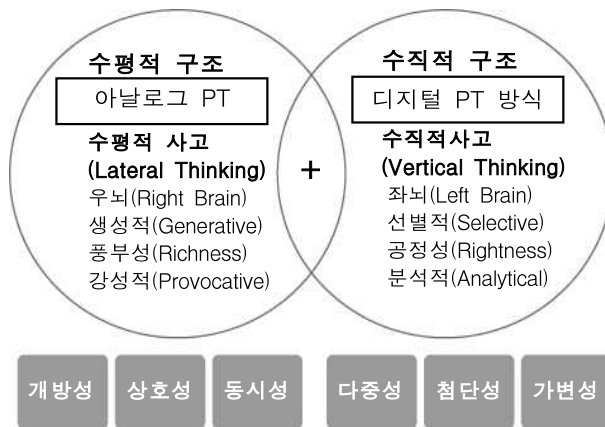 수평적 구조
아날로그 PT
수평적 사고
(Lateral Thinking)
우뇌(Right Brain)
생성적(Generative)
풍부성(Richness)
강성적(Provocative)
+
수직적 구조
디지털 PT 방식
수직적사고
(Vertical Thinking)
좌뇌(Left Brain)
선별적(Selective)
공정성(Rightness)
분석적(Analytical)
개방성
상호성
동시성
다중성
첨단성
가변성